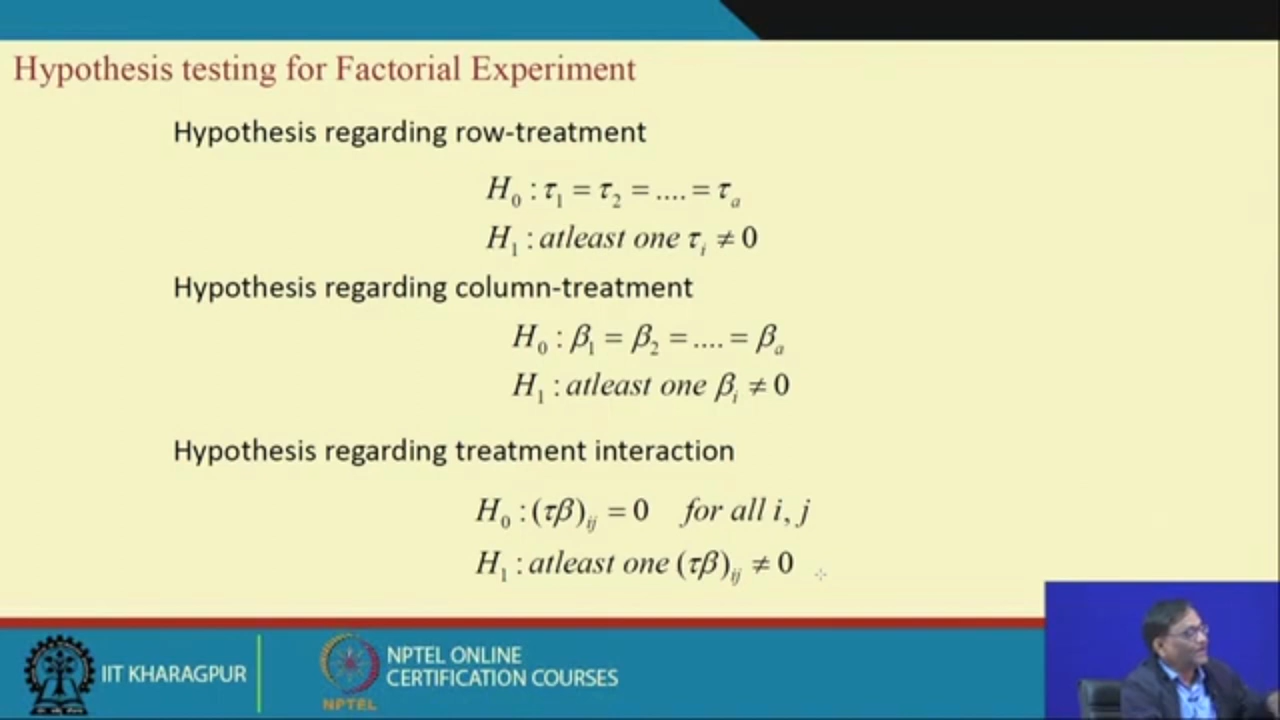 Hypothesis testing for Factorial Experiment
Hypothesis regarding row-treatment
H₀ : τ₁ = τ₂ = .... = τₐ
H₁ : atleast one τᵢ ≠ 0
Hypothesis regarding column-treatment
H₀ : β₁ = β₂ = .... = βₐ
H₁ : atleast one βᵢ ≠ 0
Hypothesis regarding treatment interaction
H₀ : (τβ)ᵢⱼ = 0 for all i, j
H₁ : atleast one (τβ)ᵢⱼ ≠ 0
IIT KHARAGPUR
NPTEL
NPTEL ONLINE
CERTIFICATION COURSES